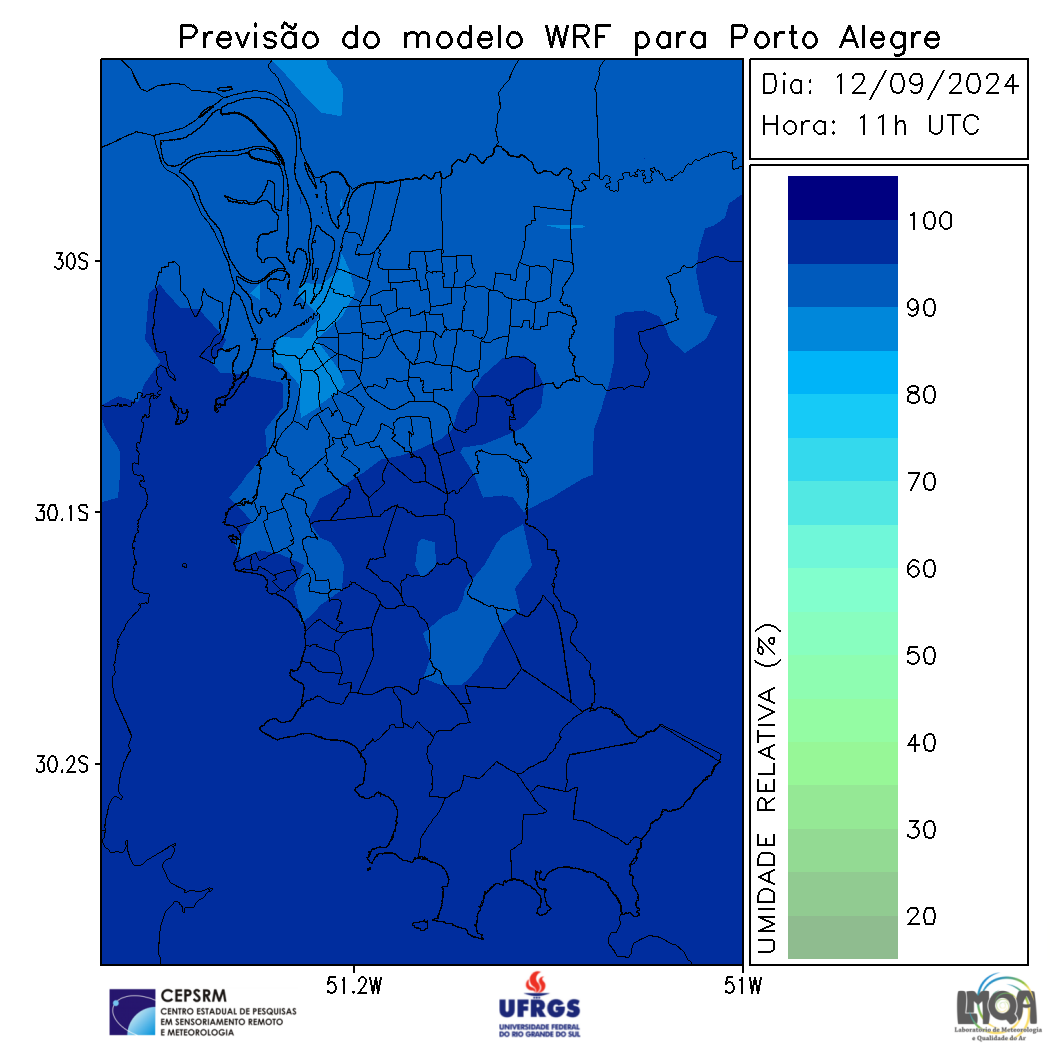 Previsão do modelo WRF para Porto Alegre
Dia: 12/09/2024
Hora: 11h UTC
30S
30.1S
30.2S
51.2W
51W
UMIDADE RELATIVA (%)
100
90
80
70
60
50
40
30
20
CEPSRM
CENTRO ESTADUAL DE PESQUISAS
EM SENSORIAMENTO REMOTO
E METEOROLOGIA
UFRGS
UNIVERSIDADE FEDERAL
DO RIO GRANDE DO SUL
LMQA
Laboratório de Meteorologia
e Qualidade do Ar